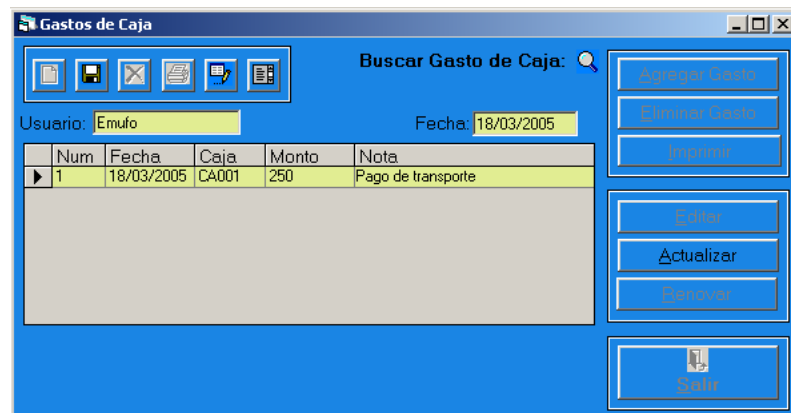 Gastos de Caja
Buscar Gasto de Caja:
Usuario: Emufo
Fecha: 18/03/2005
Num Fecha Caja Monto Nota
1 18/03/2005 CA001 250 Pago de transporte
Agregar Gasto
Eliminar Gasto
Imprimir
Editar
Actualizar
Renovar
Salir